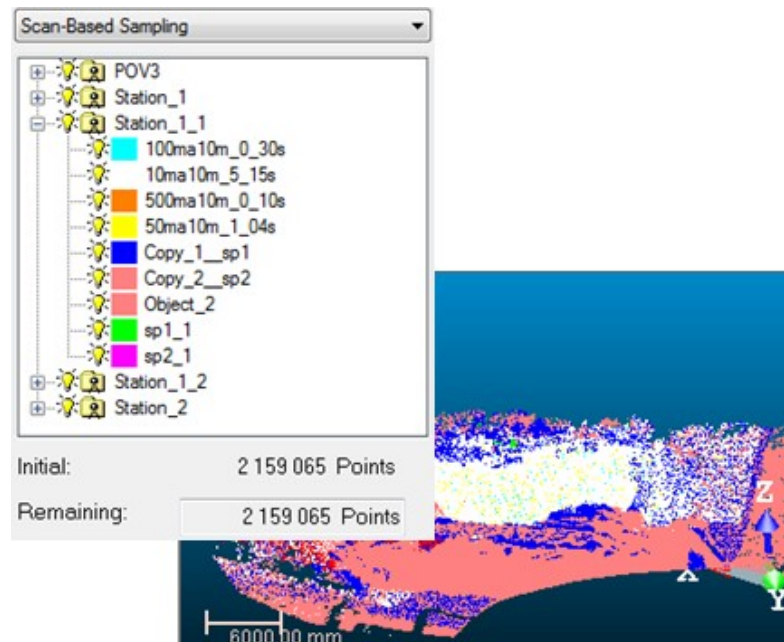 Scan-Based Sampling
POV3
Station_1
Station_1_1
100ma10m_0_30s
10ma10m_5_15s
500ma10m_0_10s
50ma10m_1_04s
Copy_1__sp1
Copy_2__sp2
Object_2
sp1_1
sp2_1
Station_1_2
Station_2
Initial: 2 159 065 Points
Remaining: 2 159 065 Points
Z
X
Y
6000.00 mm